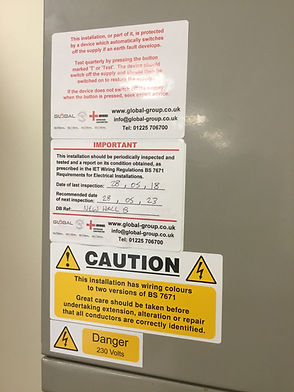 This installation, or part of it, is protected
by a device which automatically switches
off the supply if an earth fault develops.
Test quarterly by pressing the button
marked "T" or "Test". The device should
switch off the supply and should then be
switched on to restore the supply.
If the device does not switch off the supply
when the button is pressed, seek expert advice.
www.global-group.co.uk
info@global-group.co.uk
GLOBAL
Tel: 01225 706700
IMPORTANT
This installation should be periodically inspected and
tested and a report on its condition obtained, as
prescribed in the IET Wiring Regulations BS 7671
Requirements for Electrical Installations.
Date of last inspection: 28, 05, 18
Recommended date
of next inspection: 28, 05, 23
DB Ref: NEW HALL B
www.global-group.co.uk
info@global-group.co.uk
GLOBAL
Tel: 01225 706700
CAUTION
This installation has wiring colours
to two versions of BS 7671
Great care should be taken before
undertaking extension, alteration or repair
that all conductors are correctly identified.
Danger
230 Volts